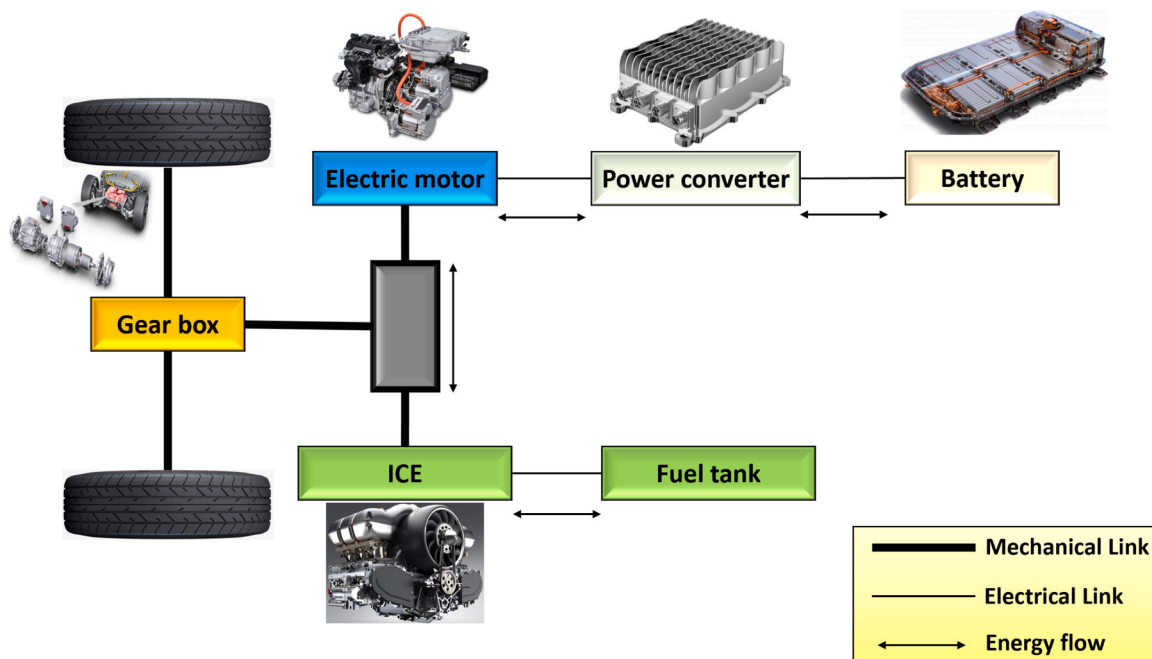 Electric motor
Power converter
Battery
Gear box
ICE
Fuel tank
Mechanical Link
Electrical Link
Energy flow